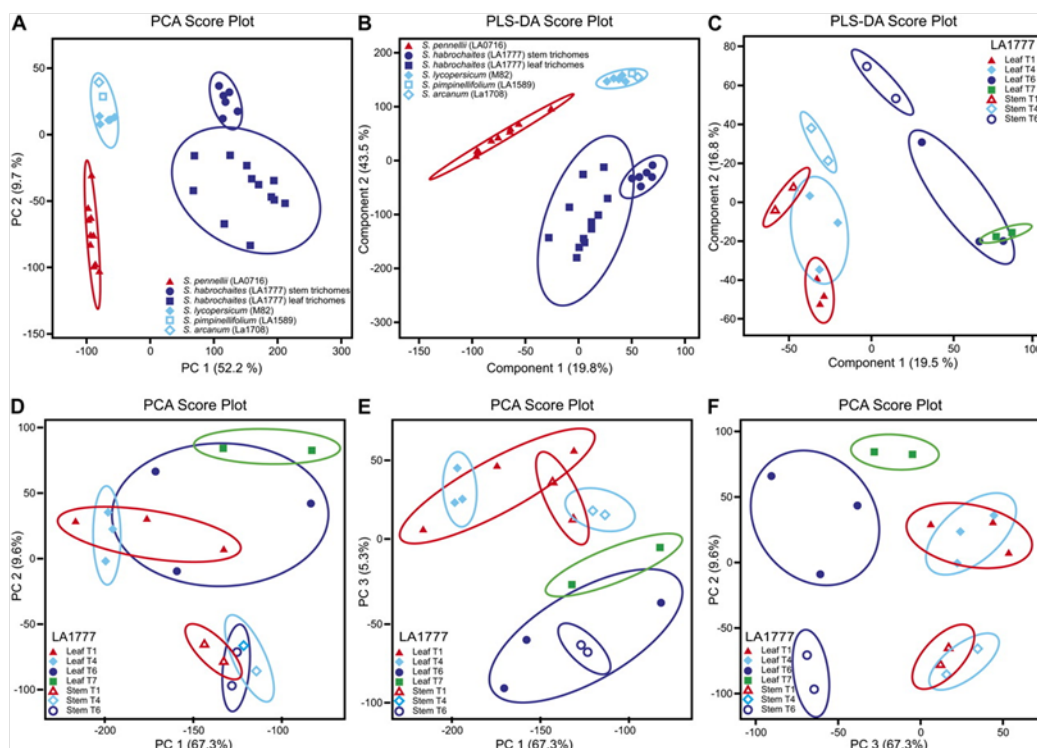 A
PCA Score Plot
50
0
-50
-100
-150
PC 2 (9.7 %)
S. pennellii (LA0716)
S. habrochaites (LA1777) stem trichomes
S. habrochaites (LA1777) leaf trichomes
S. lycopersicum (M82)
S. pimpinellifolium (LA1589)
S. arcanum (La1708)
-100 0 100 200 300
PC 1 (52.2 %)
B
PLS-DA Score Plot
200
100
0
-100
-200
-300
Component 2 (43.5 %)
S. pennellii (LA0716)
S. habrochaites (LA1777) stem trichomes
S. habrochaites (LA1777) leaf trichomes
S. lycopersicum (M82)
S. pimpinellifolium (LA1589)
S. arcanum (La1708)
-100 -50 0 50 100
Component 1 (19.8%)
C
PLS-DA Score Plot
80
60
40
20
0
-20
-40
-60
Component 2 (16.8 %)
LA1777
Leaf T1
Leaf T4
Leaf T6
Leaf T7
Stem T1
Stem T4
Stem T6
-50 0 50 100
Component 1 (19.5 %)
D
PCA Score Plot
100
50
0
-50
-100
PC 2 (9.6%)
LA1777
Leaf T1
Leaf T4
Leaf T6
Leaf T7
Stem T1
Stem T4
Stem T6
-200 -150 -100
PC 1 (67.3%)
E
PCA Score Plot
50
0
-50
-100
PC 3 (5.3%)
LA1777
Leaf T1
Leaf T4
Leaf T6
Leaf T7
Stem T1
Stem T4
Stem T6
-200 -150 -100
PC 1 (67.3%)
F
PCA Score Plot
100
50
0
-50
-100
PC 2 (9.6%)
LA1777
Leaf T1
Leaf T4
Leaf T6
Leaf T7
Stem T1
Stem T4
Stem T6
-100 -50 0 50
PC 3 (67.3%)